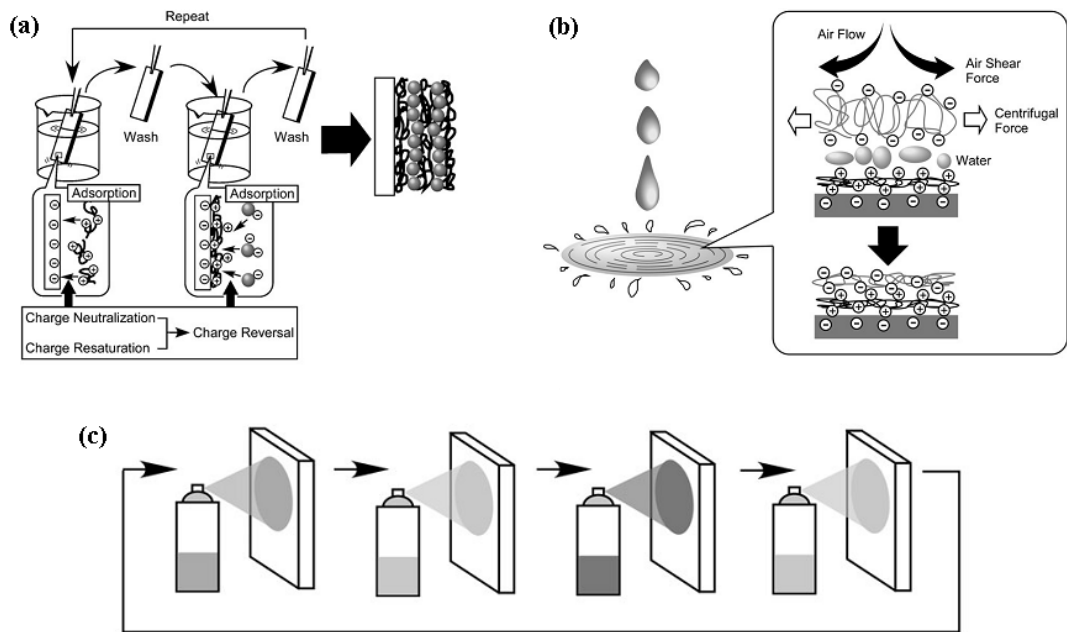 (a)
Repeat
Wash
Wash
Adsorption
Adsorption
Charge Neutralization
Charge Resaturation
Charge Reversal
(b)
Air Flow
Air Shear
Force
Centrifugal
Force
Water
(c)